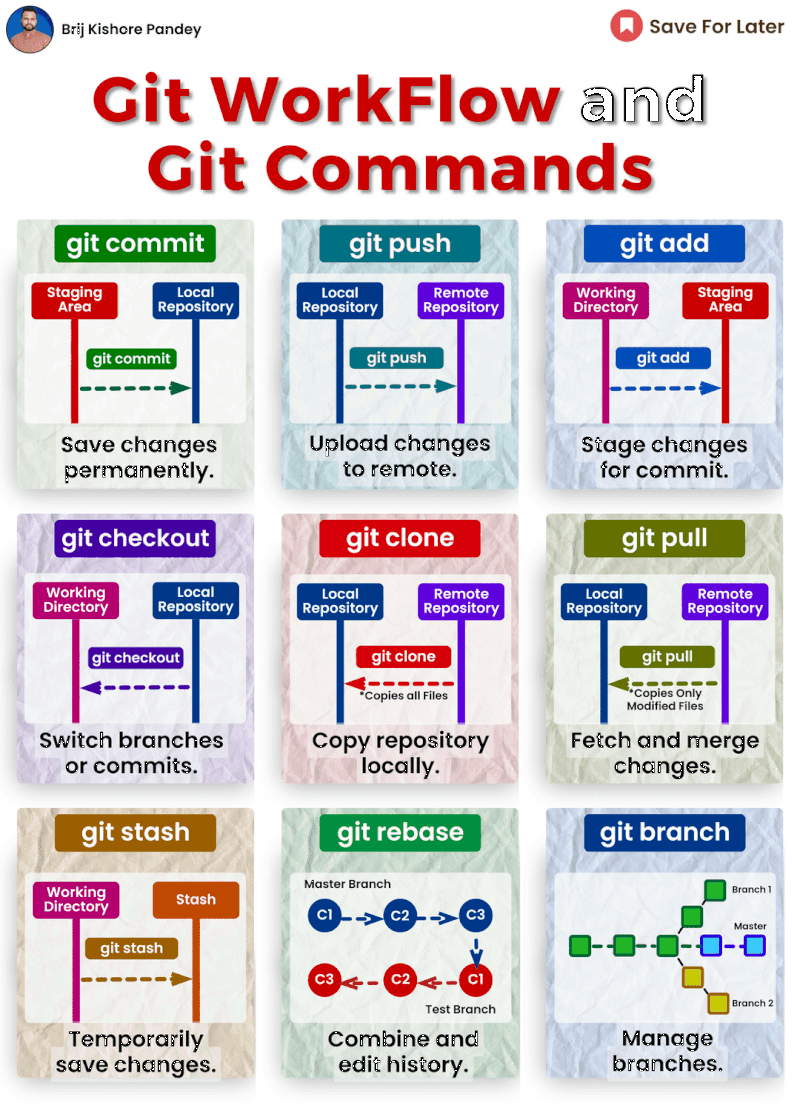 Brij Kishore Pandey
Save For Later
Git WorkFlow and
Git Commands
git commit
Staging
Area
Local
Repository
git commit
Save changes
permanently.
git push
Local
Repository
Remote
Repository
git push
Upload changes
to remote.
git add
Working
Directory
Staging
Area
git add
Stage changes
for commit.
git checkout
Working
Directory
Local
Repository
git checkout
Switch branches
or commits.
git clone
Local
Repository
Remote
Repository
git clone
*Copies all Files
Copy repository
locally.
git pull
Local
Repository
Remote
Repository
git pull
*Copies Only
Modified Files
Fetch and merge
changes.
git stash
Working
Directory
Stash
git stash
Temporarily
save changes.
git rebase
Master Branch
C1 C2 C3
C3 C2 C1
Test Branch
Combine and
edit history.
git branch
Branch 1
Master
Branch 2
Manage
branches.